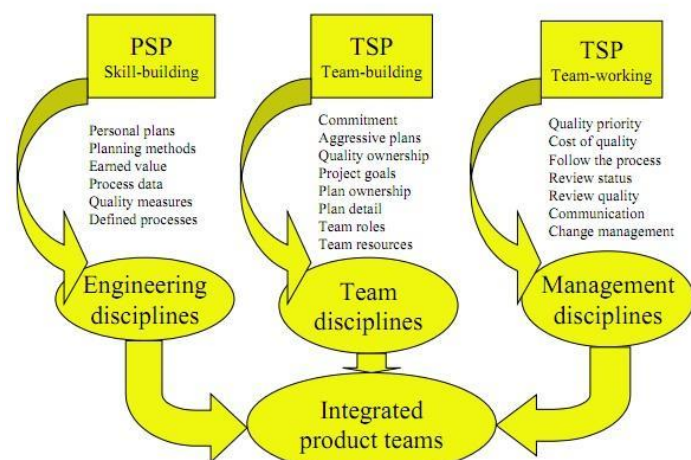 PSP
Skill-building
Personal plans
Planning methods
Earned value
Process data
Quality measures
Defined processes
Engineering
disciplines
TSP
Team-building
Commitment
Aggressive plans
Quality ownership
Project goals
Plan ownership
Plan detail
Team roles
Team resources
Team
disciplines
TSP
Team-working
Quality priority
Cost of quality
Follow the process
Review status
Review quality
Communication
Change management
Management
disciplines
Integrated
product teams